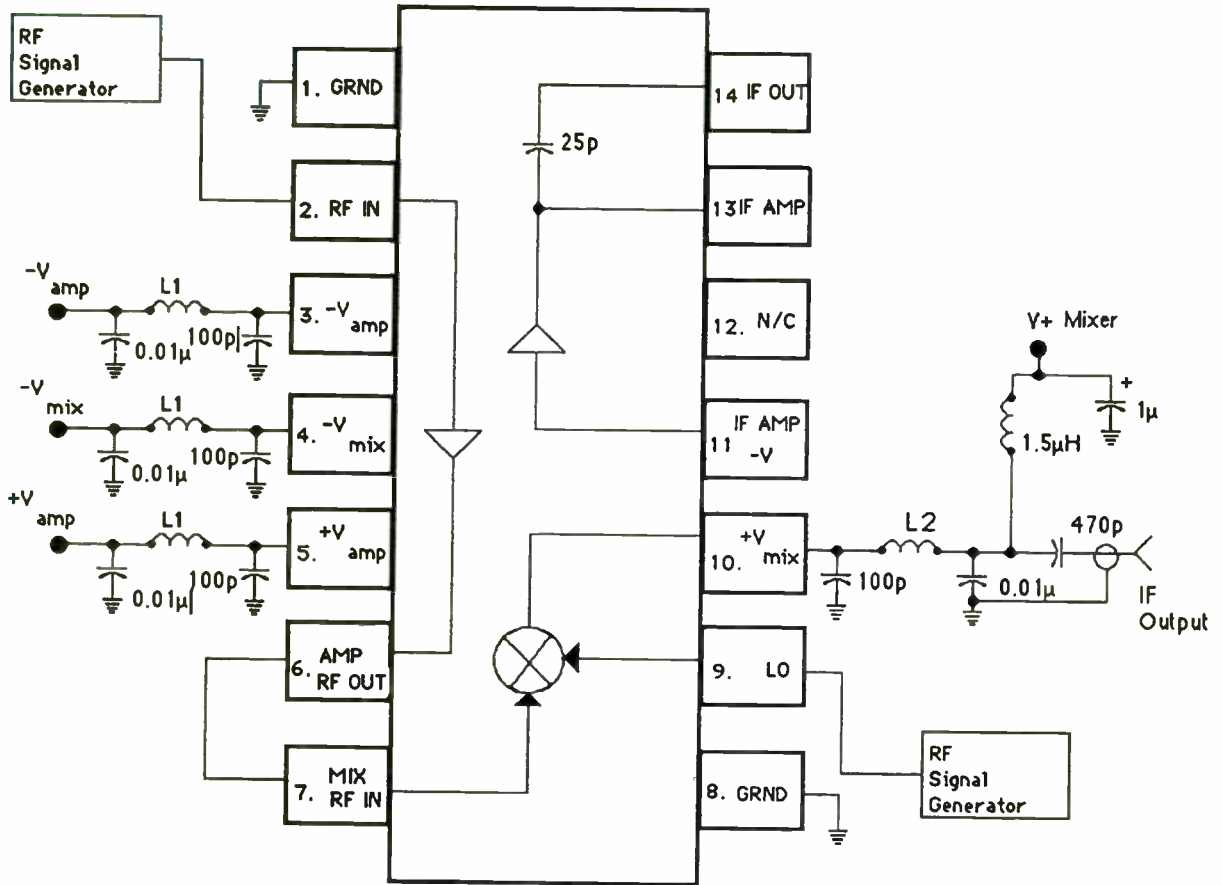 RF
Signal
Generator
1. GRND
2. RF IN
-V
amp
L1
0.01µ
100p
3. -V
amp
-V
mix
L1
0.01µ
100p
4. -V
mix
+V
amp
L1
0.01µ
100p
5. +V
amp
6. AMP
RF OUT
7. MIX
RF IN
25p
14 IF OUT
13 IF AMP
12. N/C
11 IF AMP
-V
10. +V
mix
9. LO
8. GRND
V+ Mixer
+
1µ
1.5µH
L2
470p
100p
0.01µ
IF
Output
RF
Signal
Generator